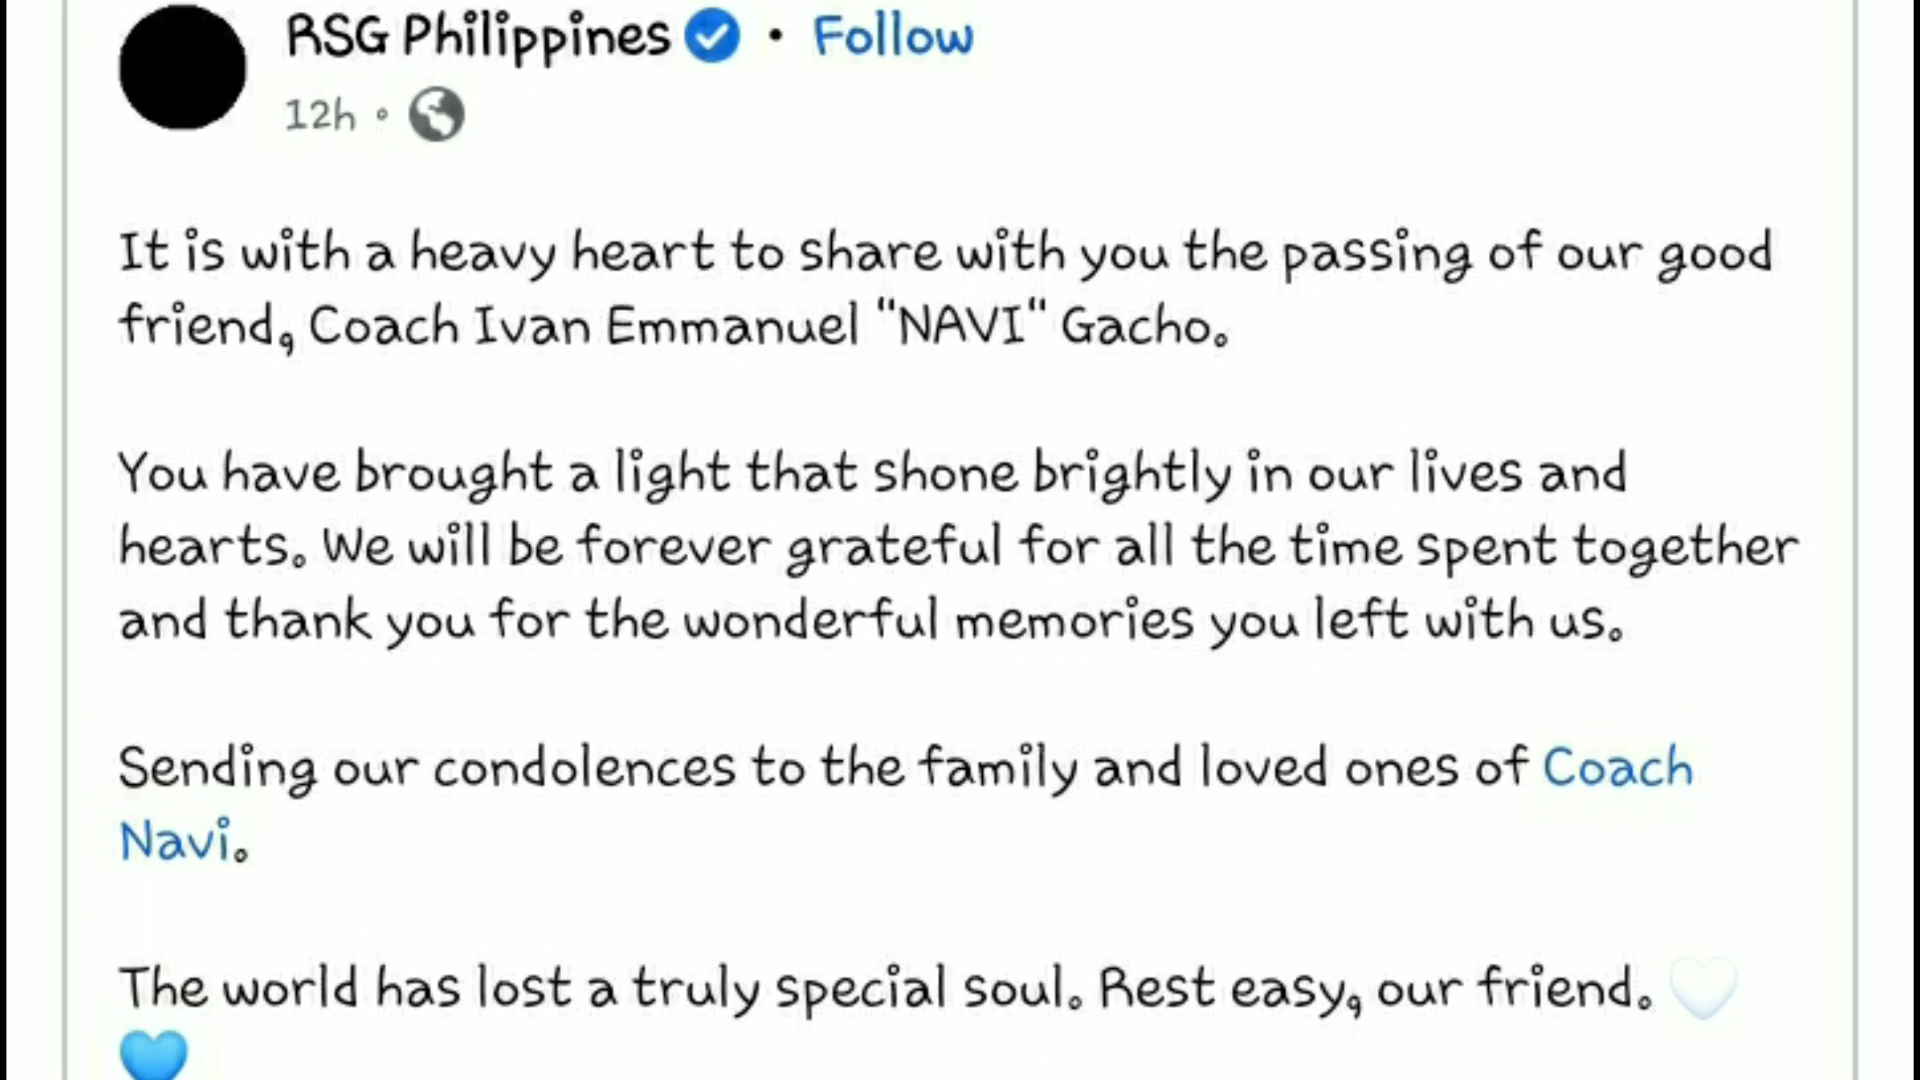 RSG Philippines • Follow
12h •
It is with a heavy heart to share with you the passing of our good
friend, Coach Ivan Emmanuel "NAVI" Gacho.
You have brought a light that shone brightly in our lives and
hearts. We will be forever grateful for all the time spent together
and thank you for the wonderful memories you left with us.
Sending our condolences to the family and loved ones of Coach
Navi.
The world has lost a truly special soul. Rest easy, our friend. 🤍
💙